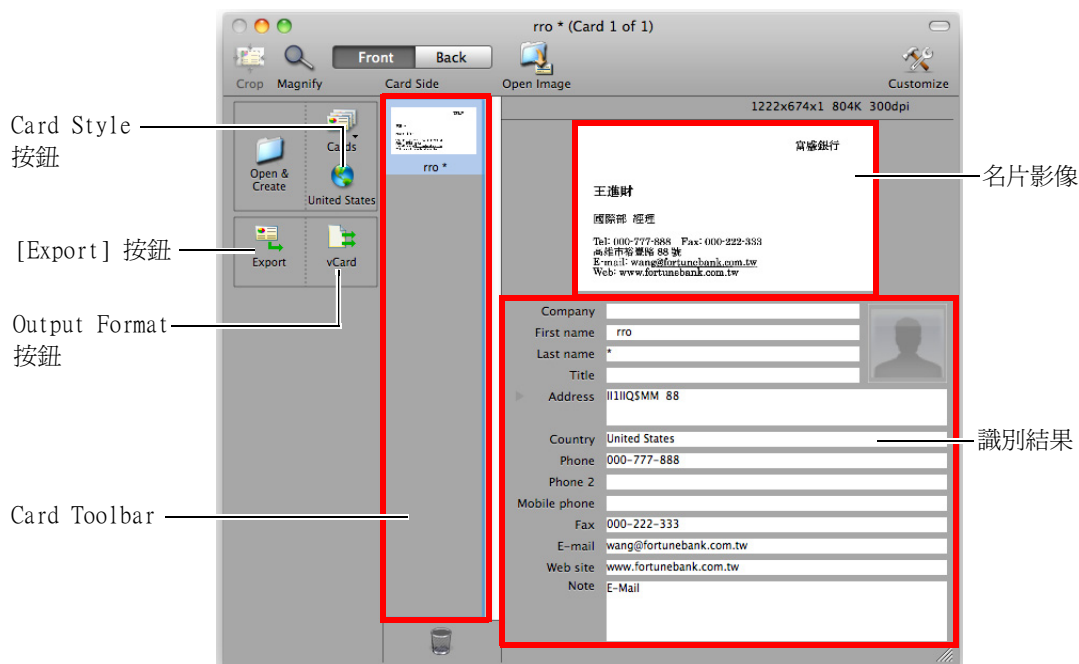 rro * (Card 1 of 1)
Front Back
Crop Magnify Card Side Open Image Customize
1222x674x1 804K 300dpi
Card Style
按鈕
Cards
Open &
Create
United States
[Export] 按鈕
Export vCard
Output Format
按鈕
Card Toolbar
rro *
富盛銀行
王進財
國際部 經理
Tel: 000-777-888 Fax: 000-222-333
高雄市裕豐路 88 號
E-mail: wang@fortunebank.com.tw
Web: www.fortunebank.com.tw
名片影像
Company
First name rro
Last name *
Title
Address II1IIQSMM 88
Country United States
識別結果
Phone 000-777-888
Phone 2
Mobile phone
Fax 000-222-333
E-mail wang@fortunebank.com.tw
Web site www.fortunebank.com.tw
Note E-Mail